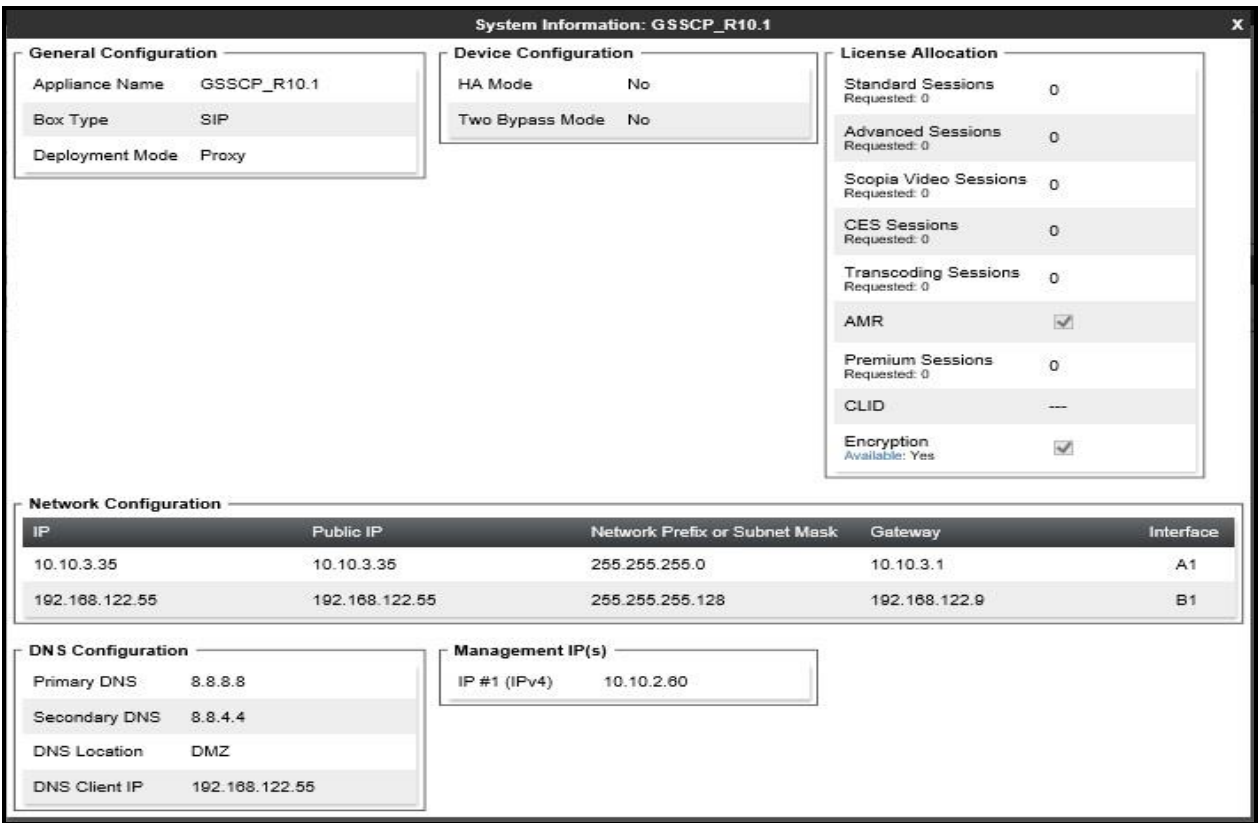 System Information: GSSCP_R10.1 X
General Configuration
Appliance Name GSSCP_R10.1
Box Type SIP
Deployment Mode Proxy
Device Configuration
HA Mode No
Two Bypass Mode No
License Allocation
Standard Sessions 0
Requested: 0
Advanced Sessions 0
Requested: 0
Scopia Video Sessions 0
Requested: 0
CES Sessions 0
Requested: 0
Transcoding Sessions 0
Requested: 0
AMR
Premium Sessions 0
Requested: 0
CLID ---
Encryption
Available: Yes
Network Configuration
IP Public IP Network Prefix or Subnet Mask Gateway Interface
10.10.3.35 10.10.3.35 255.255.255.0 10.10.3.1 A1
192.168.122.55 192.168.122.55 255.255.255.128 192.168.122.9 B1
DNS Configuration
Primary DNS 8.8.8.8
Secondary DNS 8.8.4.4
DNS Location DMZ
DNS Client IP 192.168.122.55
Management IP(s)
IP #1 (IPv4) 10.10.2.60